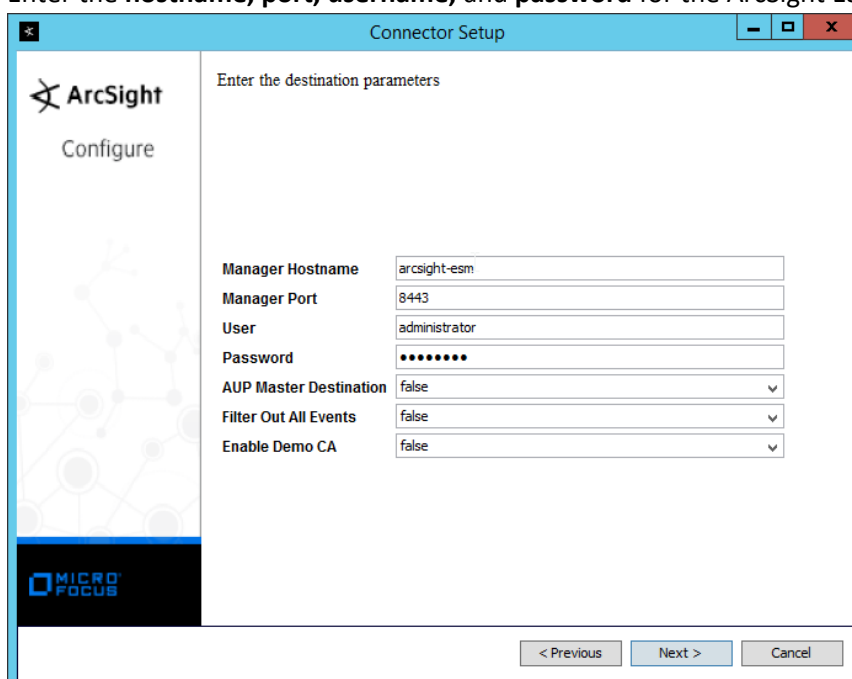 Enter the hostname, port, username, and password for the ArcSight
Connector Setup
ArcSight
Configure
Enter the destination parameters
Manager Hostname arcsight-esm
Manager Port 8443
User administrator
Password ••••••••
AUP Master Destination false
Filter Out All Events false
Enable Demo CA false
MICRO
FOCUS
< Previous Next > Cancel